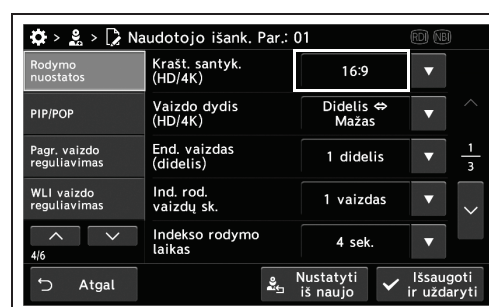 > > Naudotojo išank. Par.: 01 RDI NBI
Rodymo
nuostatos
Krašt. santyk.
(HD/4K)
16:9
PIP/POP
Vaizdo dydis
(HD/4K)
Didelis ⇔
Mažas
Pagr. vaizdo
reguliavimas
End. vaizdas
(didelis)
1 didelis
1
3
WLI vaizdo
reguliavimas
Ind. rod.
vaizdų sk.
1 vaizdas
4/6
Indekso rodymo
laikas
4 sek.
Atgal
Nustatyti
iš naujo
Išsaugoti
ir uždaryti